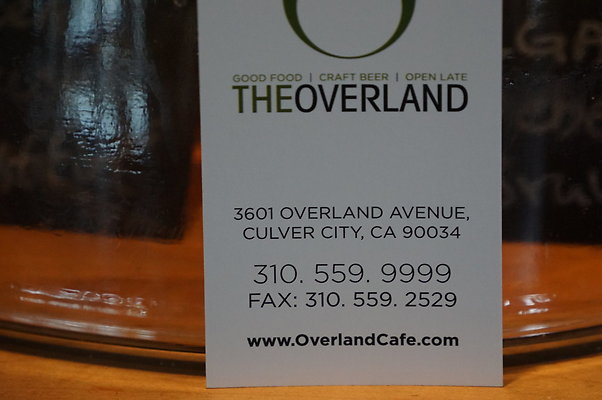 GOOD FOOD | CRAFT BEER | OPEN LATE
THEOVERLAND
3601 OVERLAND AVENUE,
CULVER CITY, CA 90034
310. 559. 9999
FAX: 310. 559. 2529
www.OverlandCafe.com